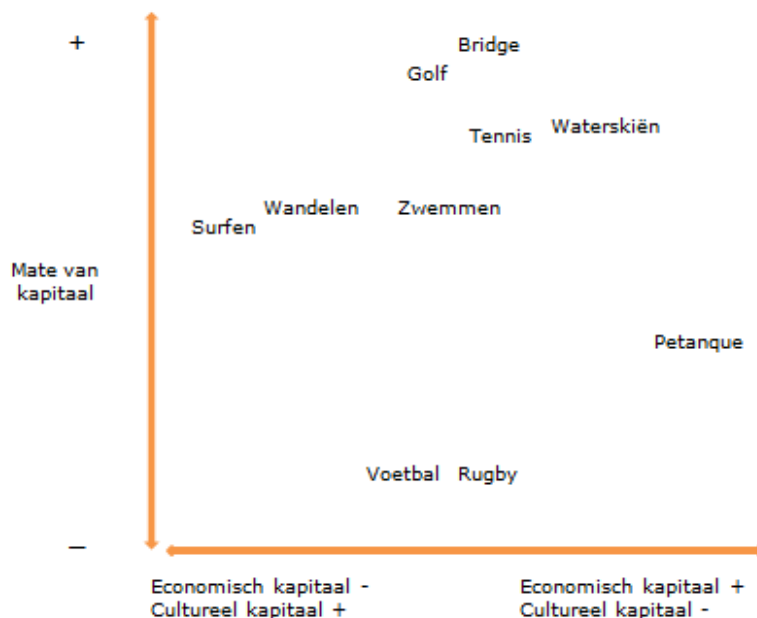 +
Bridge
Golf
Waterskiën
Tennis
Wandelen
Zwemmen
Surfen
Mate van
kapitaal
Petanque
Voetbal
Rugby
–
Economisch kapitaal -
Cultureel kapitaal +
Economisch kapitaal +
Cultureel kapitaal -